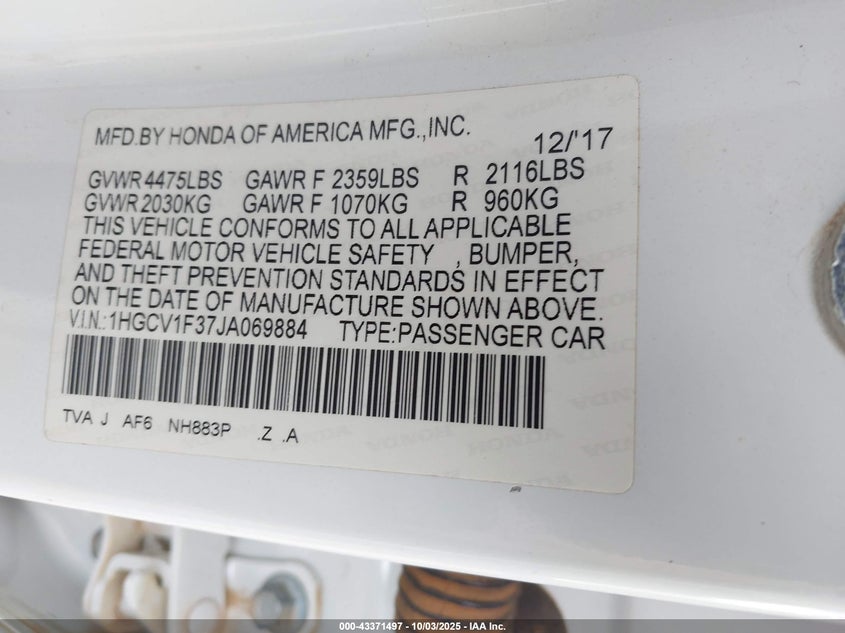 MFD.BY HONDA OF AMERICA MFG.,INC. 12/'17
GVWR 4475LBS GAWR F 2359LBS R 2116LBS
GVWR 2030KG GAWR F 1070KG R 960KG
THIS VEHICLE CONFORMS TO ALL APPLICABLE
FEDERAL MOTOR VEHICLE SAFETY , BUMPER,
AND THEFT PREVENTION STANDARDS IN EFFECT
ON THE DATE OF MANUFACTURE SHOWN ABOVE.
V.I.N.:1HGCV1F37JA069884 TYPE:PASSENGER CAR
TVA J AF6 NH883P .Z .A
000-43371497 - 10/03/2025 - IAA Inc.